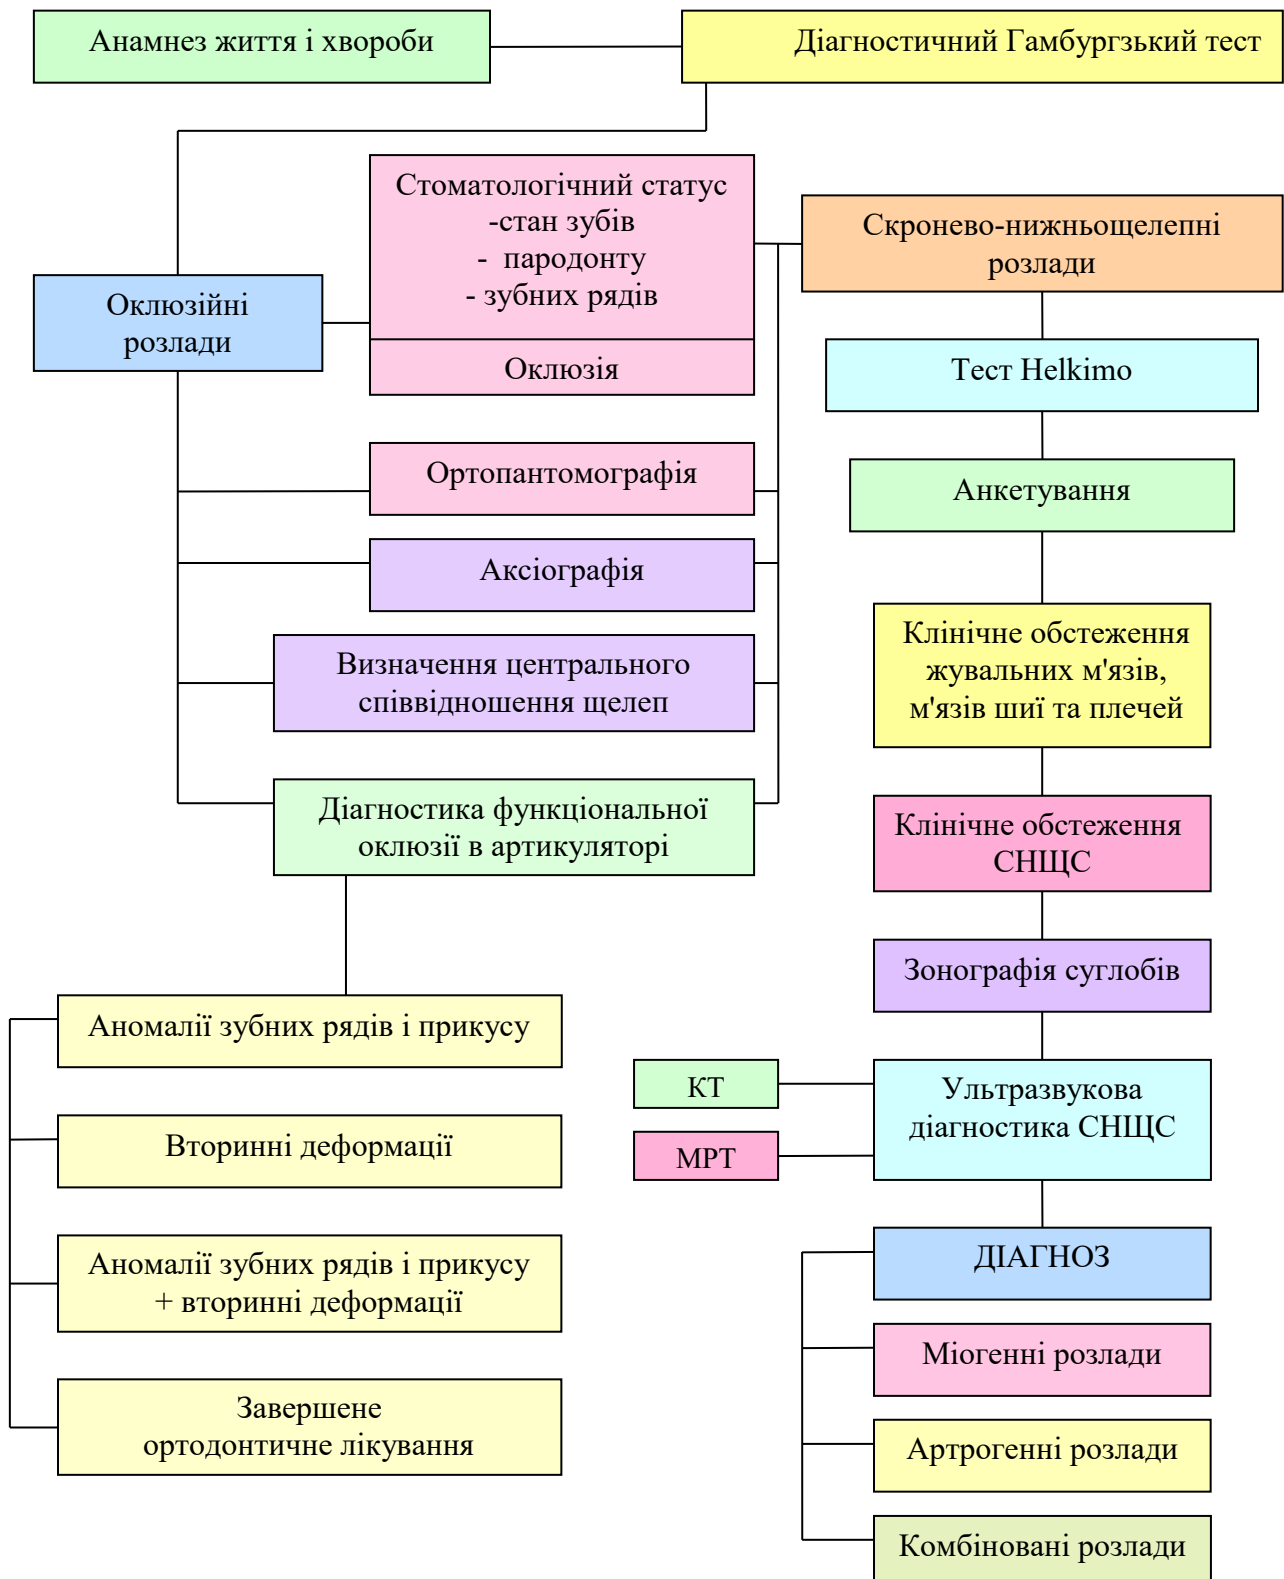 Анамнез життя і хвороби
Діагностичний Гамбургзький тест
Стоматологічний статус
-стан зубів
- пародонту
- зубних рядів
Оклюзія
Оклюзійні
розлади
Скронево-нижньощелепні
розлади
Тест Helkimo
Ортопантомографія
Анкетування
Аксіографія
Визначення центрального
співвідношення щелеп
Клінічне обстеження
жувальних м'язів,
м'язів шиї та плечей
Діагностика функціональної
оклюзії в артикуляторі
Клінічне обстеження
СНЩС
Зонографія суглобів
Аномалії зубних рядів і прикусу
КТ
МРТ
Ультразвукова
діагностика СНЩС
Вторинні деформації
Аномалії зубних рядів і прикусу
+ вторинні деформації
ДІАГНОЗ
Міогенні розлади
Завершене
ортодонтичне лікування
Артрогенні розлади
Комбіновані розлади